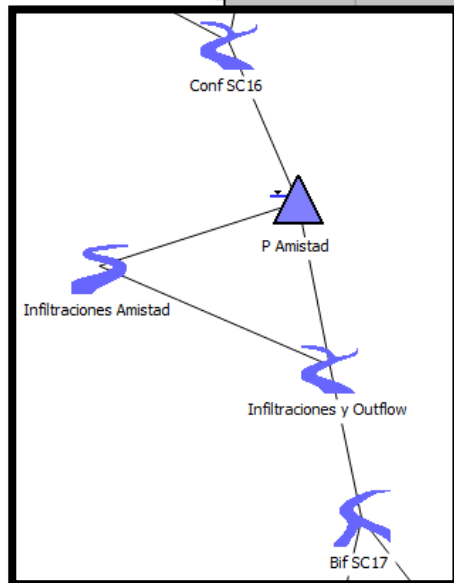 Conf SC16
P Amistad
Infiltraciones Amistad
Infiltraciones y Outflow
Bif SC17